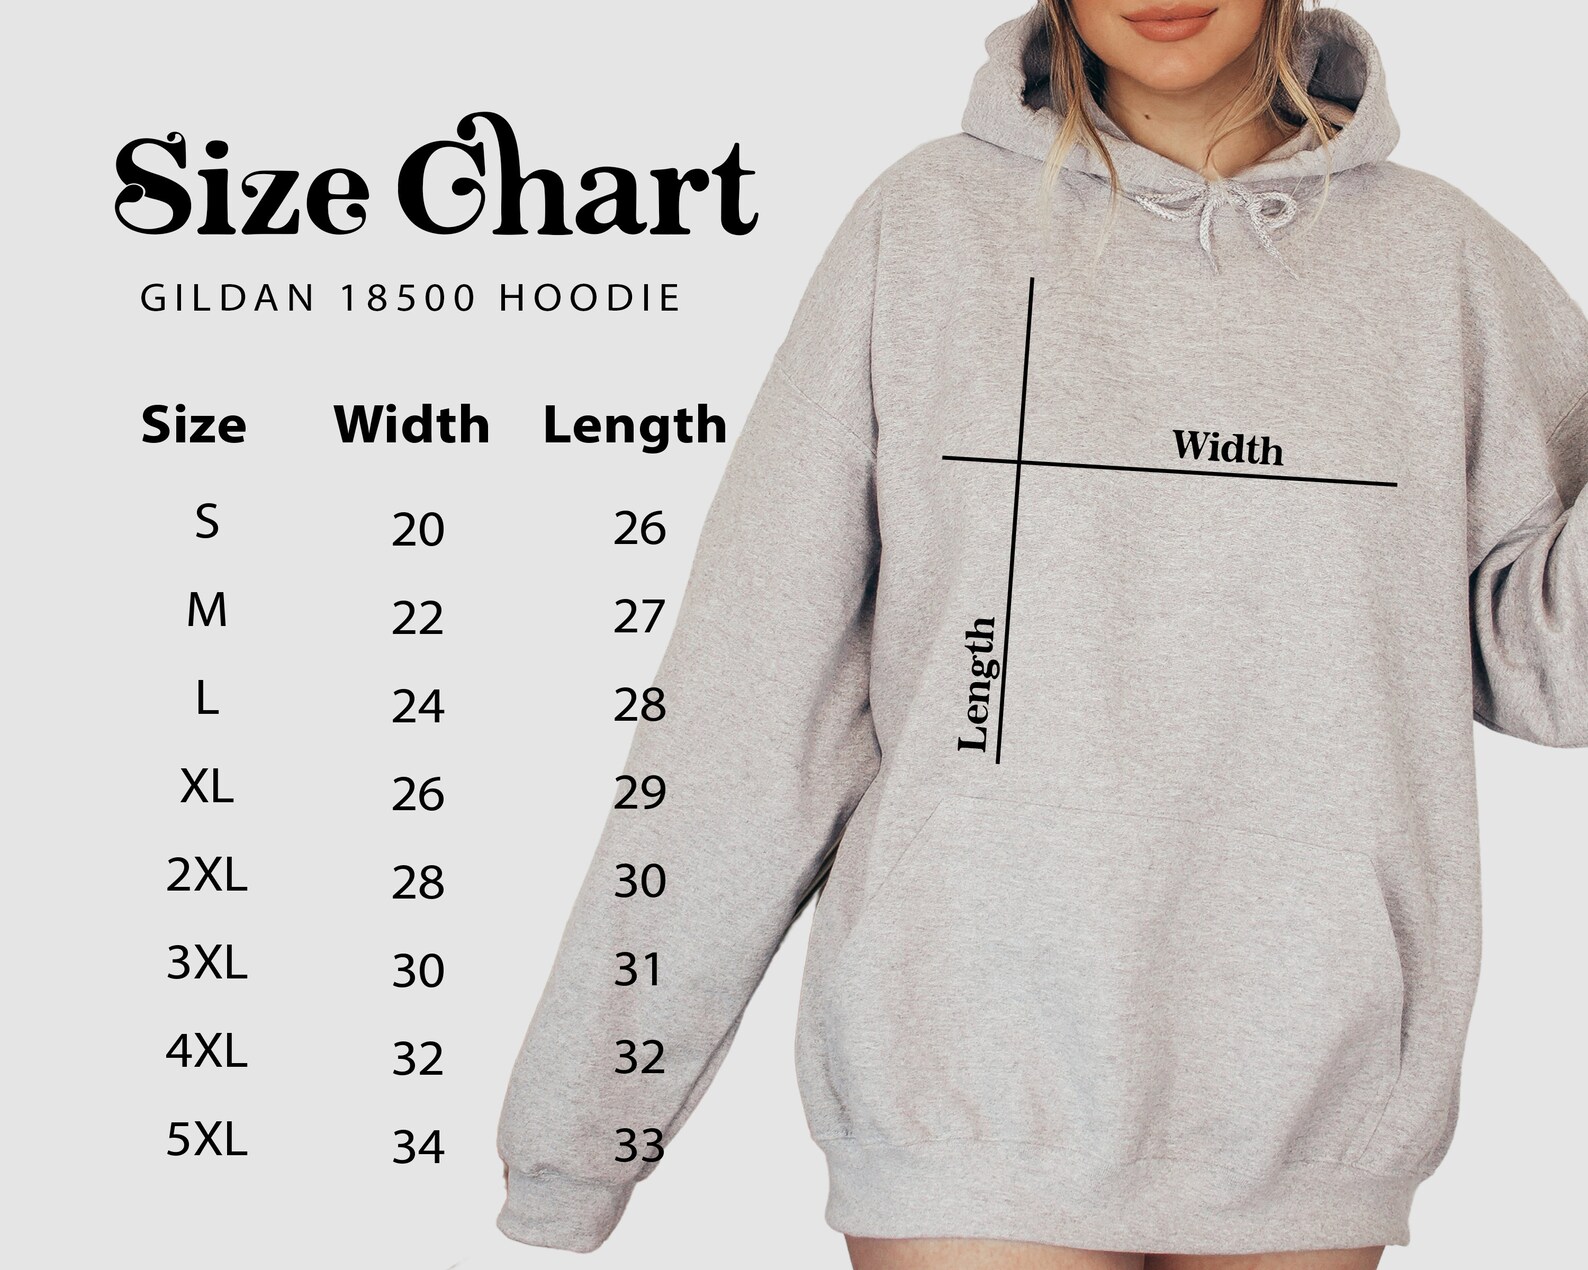 Size Chart
GILDAN 18500 HOODIE
Size Width Length
S 20 26
M 22 27
L 24 28
XL 26 29
2XL 28 30
3XL 30 31
4XL 32 32
5XL 34 33
Width
Length